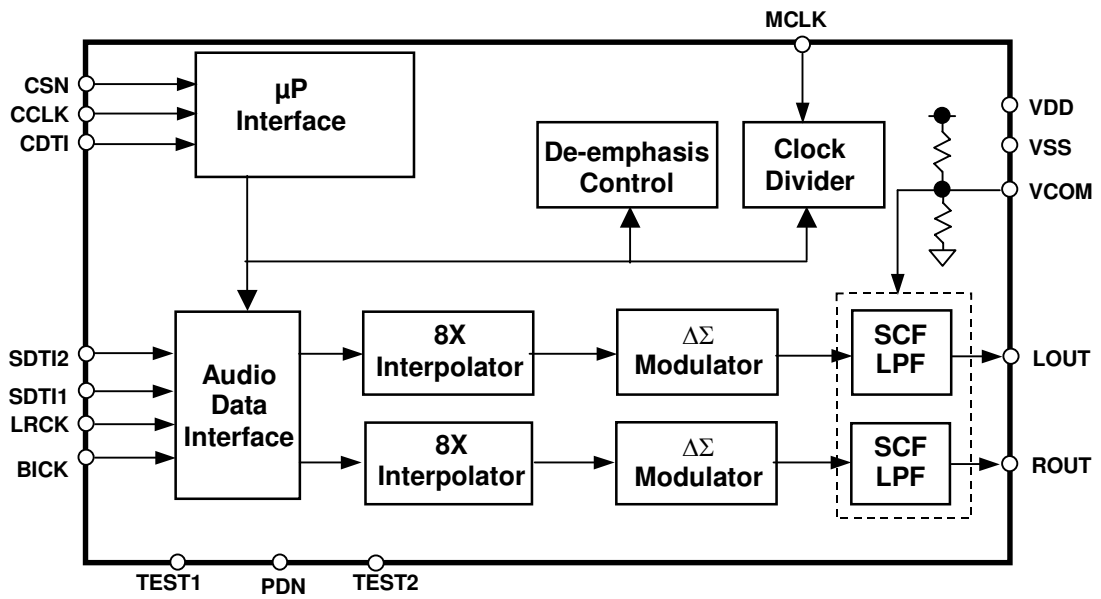 MCLK
CSN
CCLK
CDTI
µP
Interface
De-emphasis
Control
Clock
Divider
VDD
VSS
VCOM
SDTI2
SDTI1
LRCK
BICK
Audio
Data
Interface
8X
Interpolator
ΔΣ
Modulator
SCF
LPF
LOUT
8X
Interpolator
ΔΣ
Modulator
SCF
LPF
ROUT
TEST1
PDN
TEST2